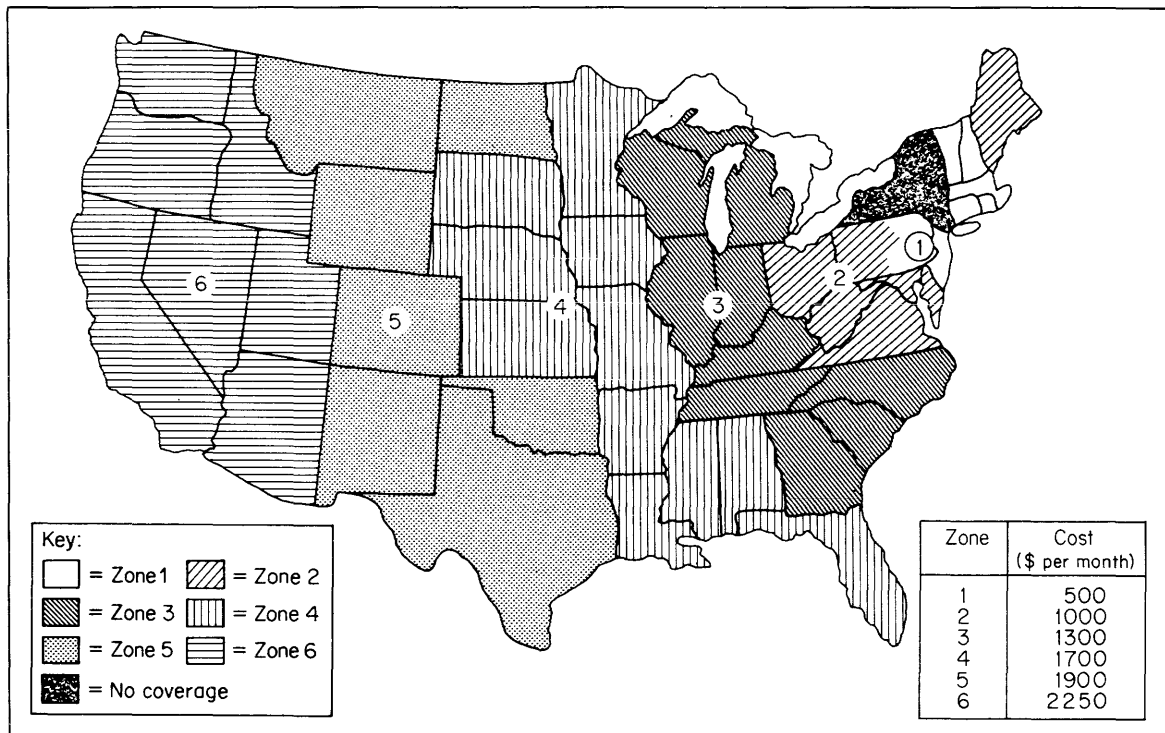 1
2
3
4
5
6
Key:
= Zone 1 = Zone 2
= Zone 3 = Zone 4
= Zone 5 = Zone 6
= No coverage
Zone Cost
($ per month)
1 500
2 1000
3 1300
4 1700
5 1900
6 2250